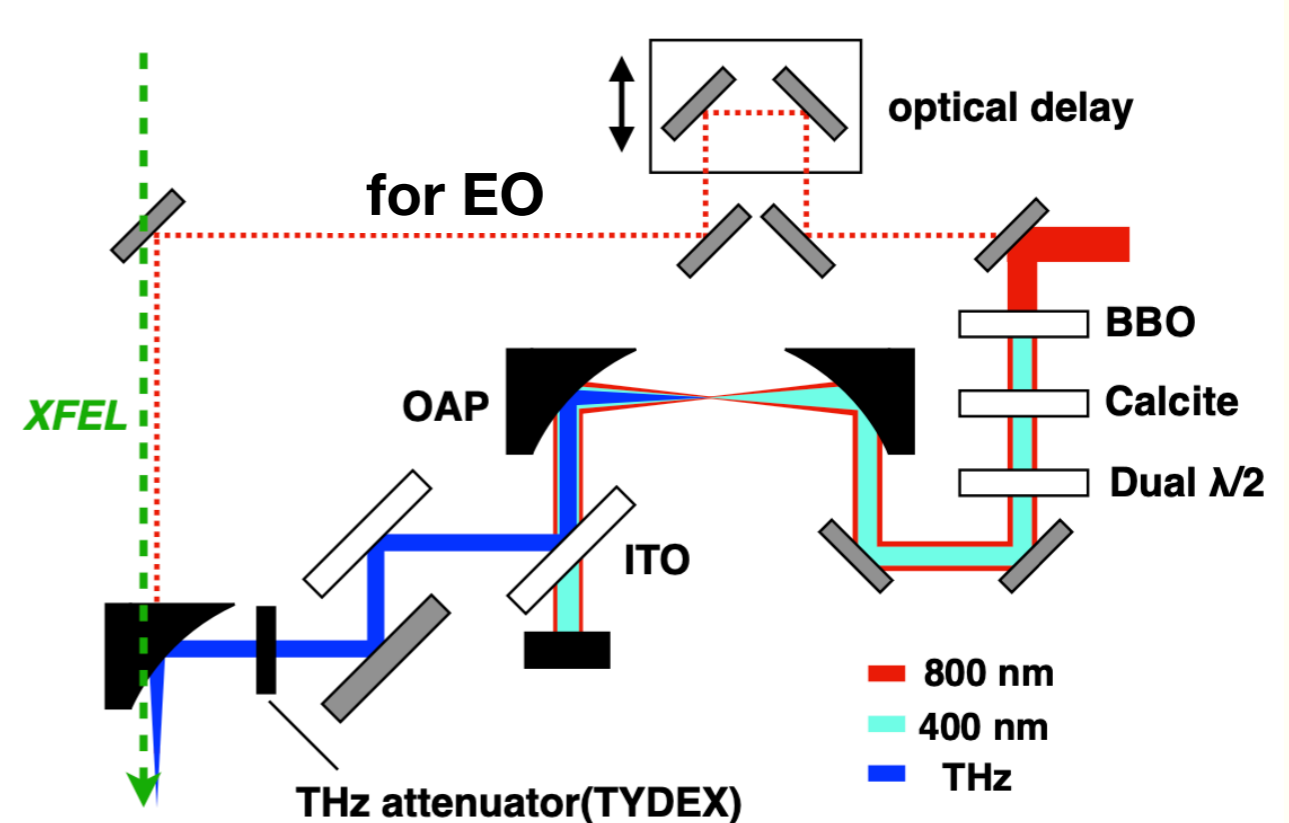 optical delay
for EO
BBO
XFEL
OAP
Calcite
Dual λ/2
ITO
800 nm
400 nm
THz
THz attenuator(TYDEX)